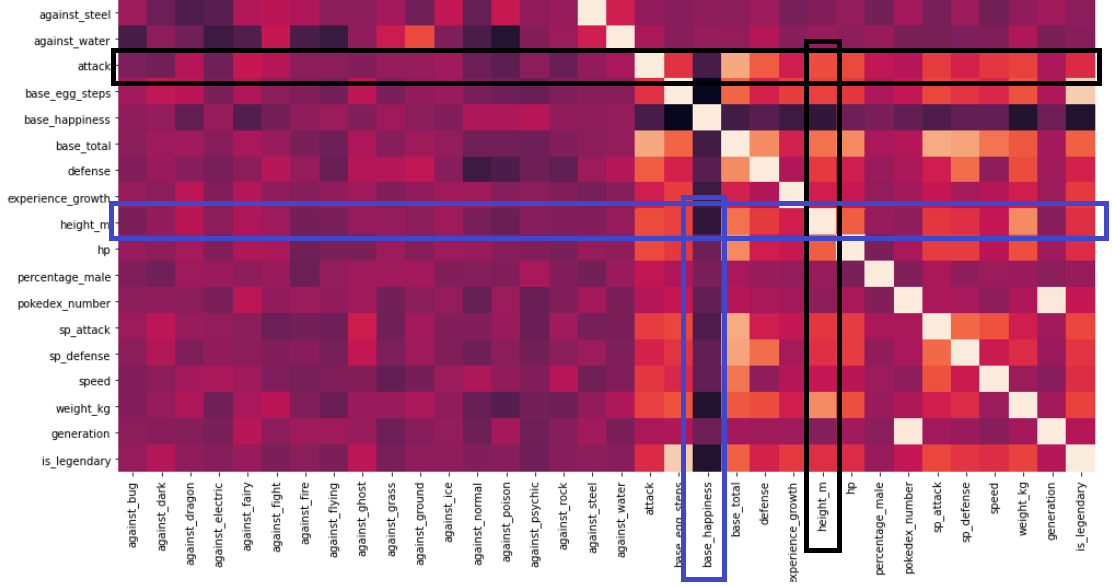 against_steel
against_water
attack
base_egg_steps
base_happiness
base_total
defense
experience_growth
height_m
hp
percentage_male
pokedex_number
sp_attack
sp_defense
speed
weight_kg
generation
is_legendary
against_bug
against_dark
against_dragon
against_electric
against_fairy
against_fight
against_fire
against_flying
against_ghost
against_grass
against_ground
against_ice
against_normal
against_poison
against_psychic
against_rock
against_steel
against_water
attack
base_egg_steps
base_happiness
base_total
defense
experience_growth
height_m
hp
percentage_male
pokedex_number
sp_attack
sp_defense
speed
weight_kg
generation
is_legendary